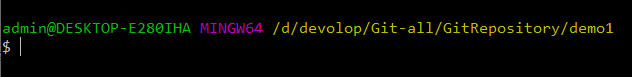 admin@DESKTOP-E280IHA MINGW64 /d/devolop/Git-all/GitRepository/demo1
$